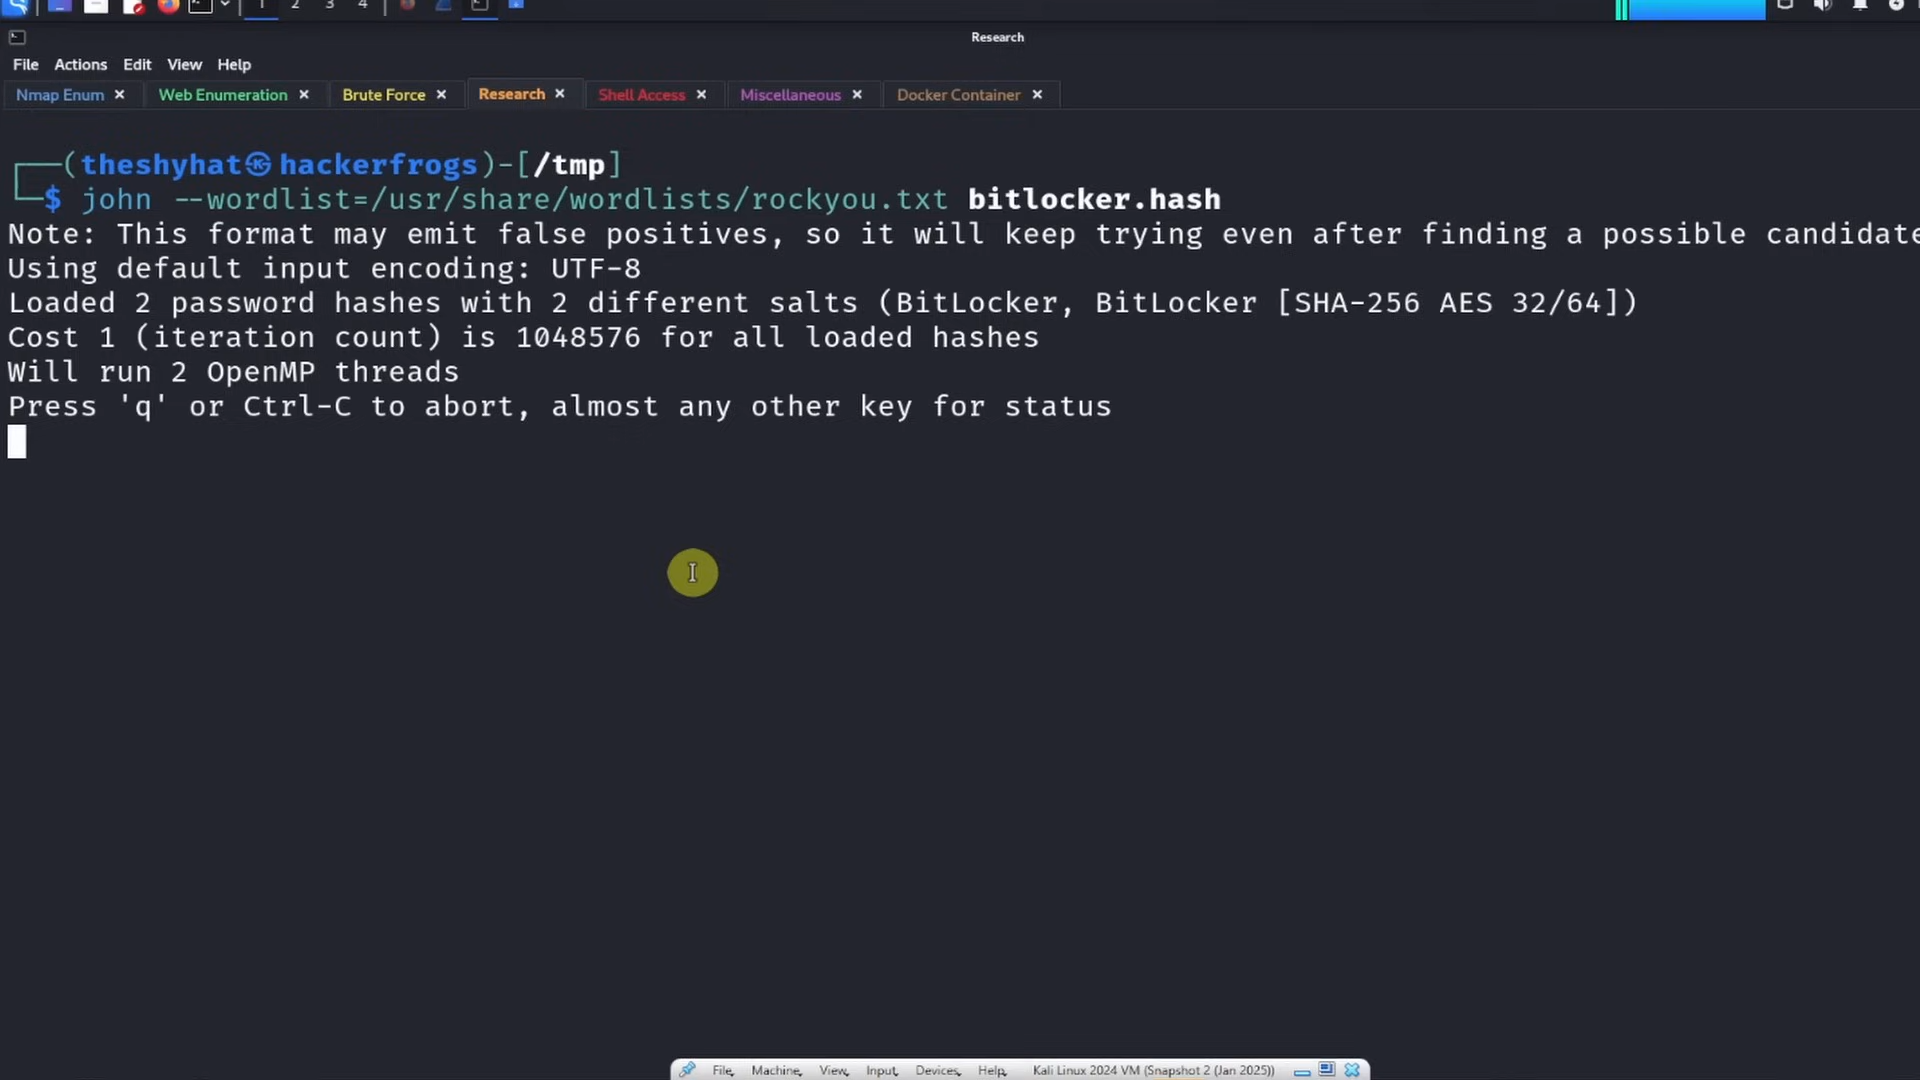 1 2 3 4
Research
File Actions Edit View Help
Nmap Enum Web Enumeration Brute Force Research Shell Access Miscellaneous Docker Container
(theshyhat㉿hackerfrogs)-[/tmp]
$ john --wordlist=/usr/share/wordlists/rockyou.txt bitlocker.hash
Note: This format may emit false positives, so it will keep trying even after finding a possible candidate
Using default input encoding: UTF-8
Loaded 2 password hashes with 2 different salts (BitLocker, BitLocker [SHA-256 AES 32/64])
Cost 1 (iteration count) is 1048576 for all loaded hashes
Will run 2 OpenMP threads
Press 'q' or Ctrl-C to abort, almost any other key for status
File Machine View Input Devices Help Kali Linux 2024 VM (Snapshot 2 (Jan 2025))